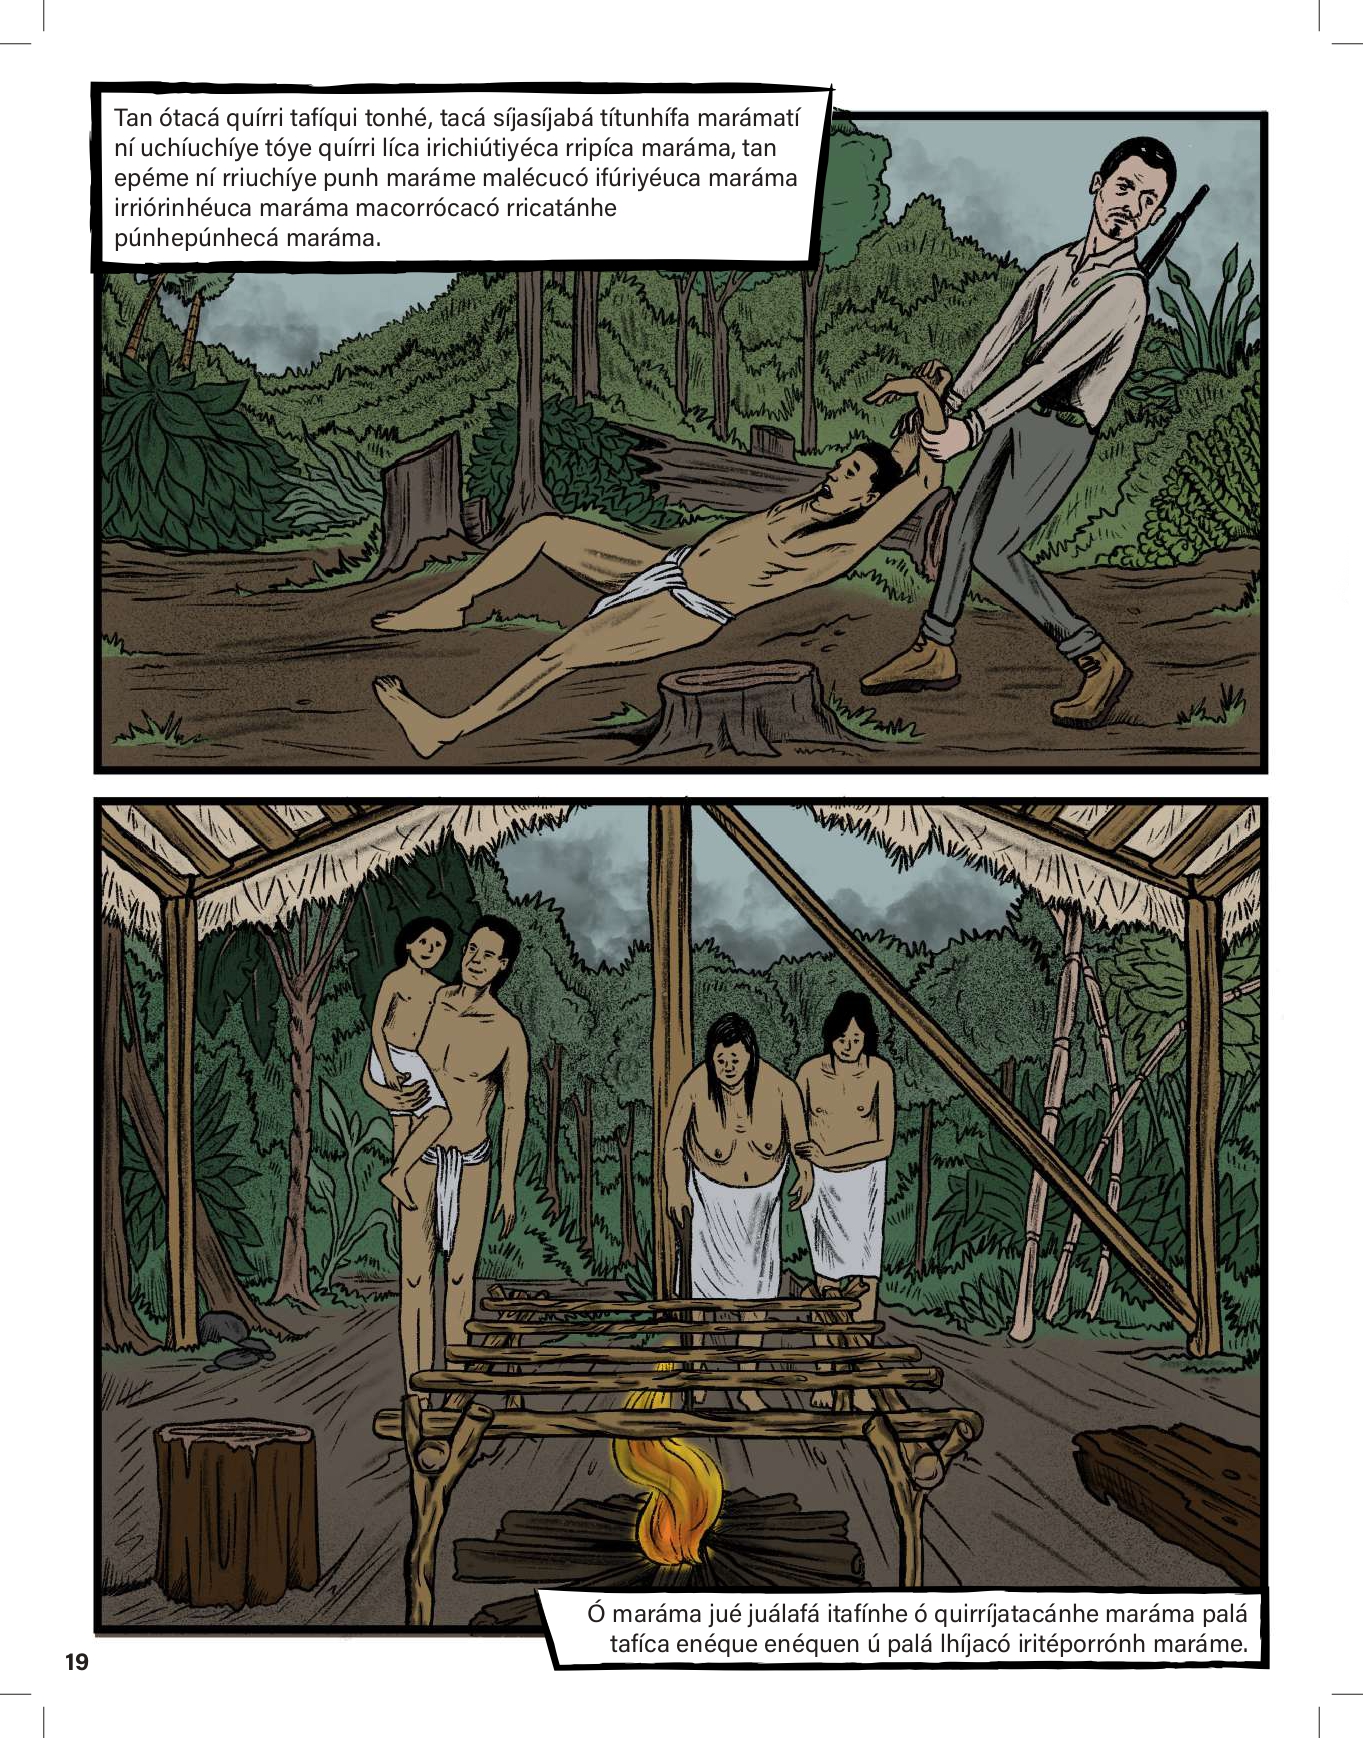 Tan ótacá quírri tafíqui tonhé, tacá síjasíjabá títunhífa marámatí
ní uchíuchíye tóye quírri líca irichiútiyéca rripíca maráma, tan
epéme ní rriuchíye punh maráme malécucó ifúriyéuca maráma
irriórinhéuca maráma macorrócacó rricatánhe
púnhepúnhecá maráma.
Ó maráma jué juálafá itafínhe ó quirríjatacánhe maráma palá
tafíca enéque enéquen ú palá lhíjacó iritéporrónh maráme.
19